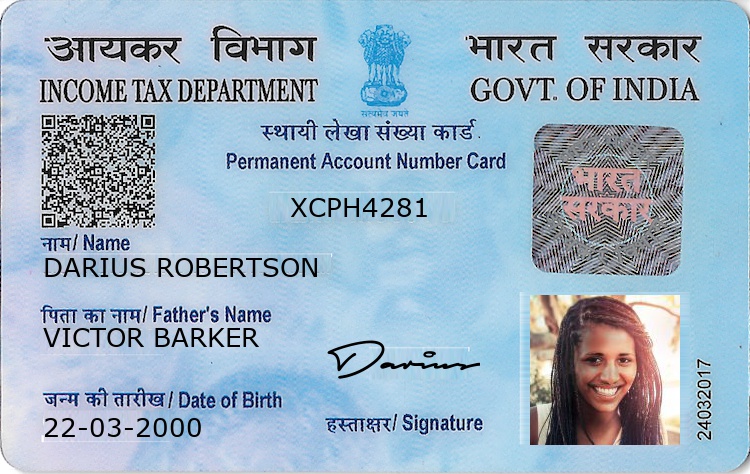 आयकर विभाग
INCOME TAX DEPARTMENT
भारत सरकार
GOVT. OF INDIA
सत्यमेव जयते
स्थायी लेखा संख्या कार्ड
Permanent Account Number Card
XCPH4281
भारत
सरकार
नाम/ Name
DARIUS ROBERTSON
पिता का नाम/ Father's Name
VICTOR BARKER
Darius
जन्म की तारीख/ Date of Birth
22-03-2000
हस्ताक्षर/ Signature
24032017